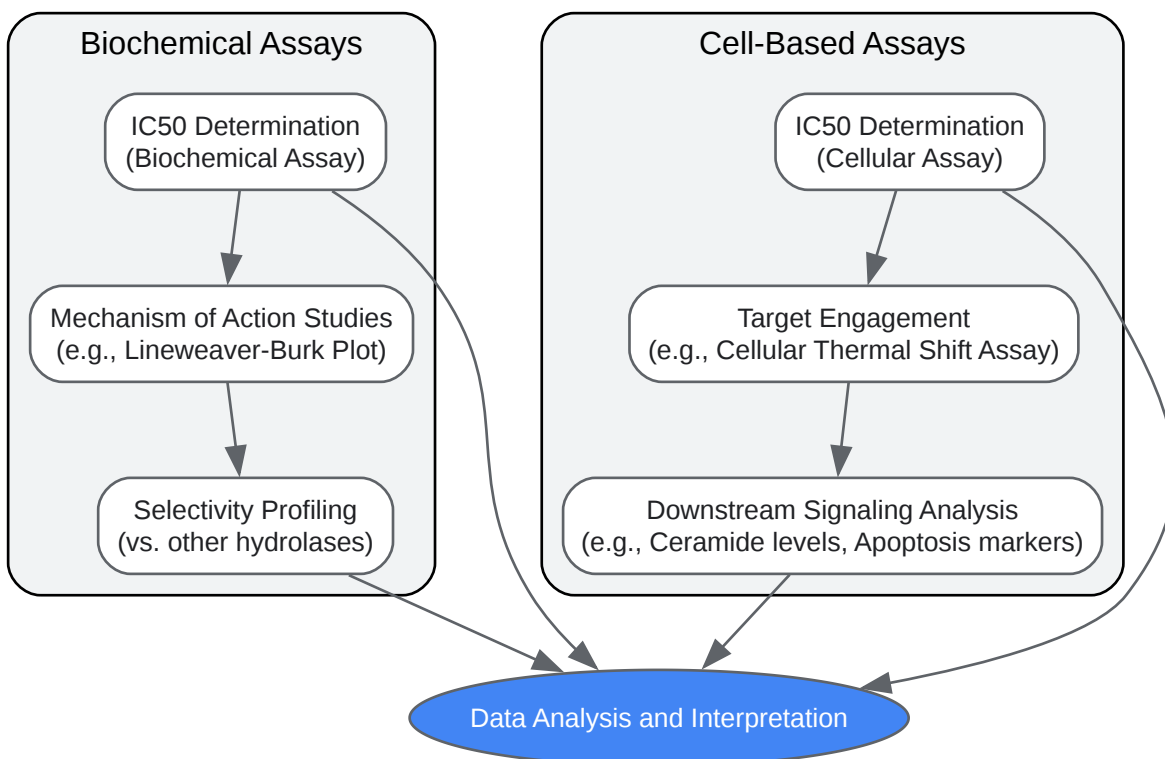 Biochemical Assays
IC50 Determination
(Biochemical Assay)
Mechanism of Action Studies
(e.g., Lineweaver-Burk Plot)
Selectivity Profiling
(vs. other hydrolases)
Cell-Based Assays
IC50 Determination
(Cellular Assay)
Target Engagement
(e.g., Cellular Thermal Shift Assay)
Downstream Signaling Analysis
(e.g., Ceramide levels, Apoptosis markers)
Data Analysis and Interpretation